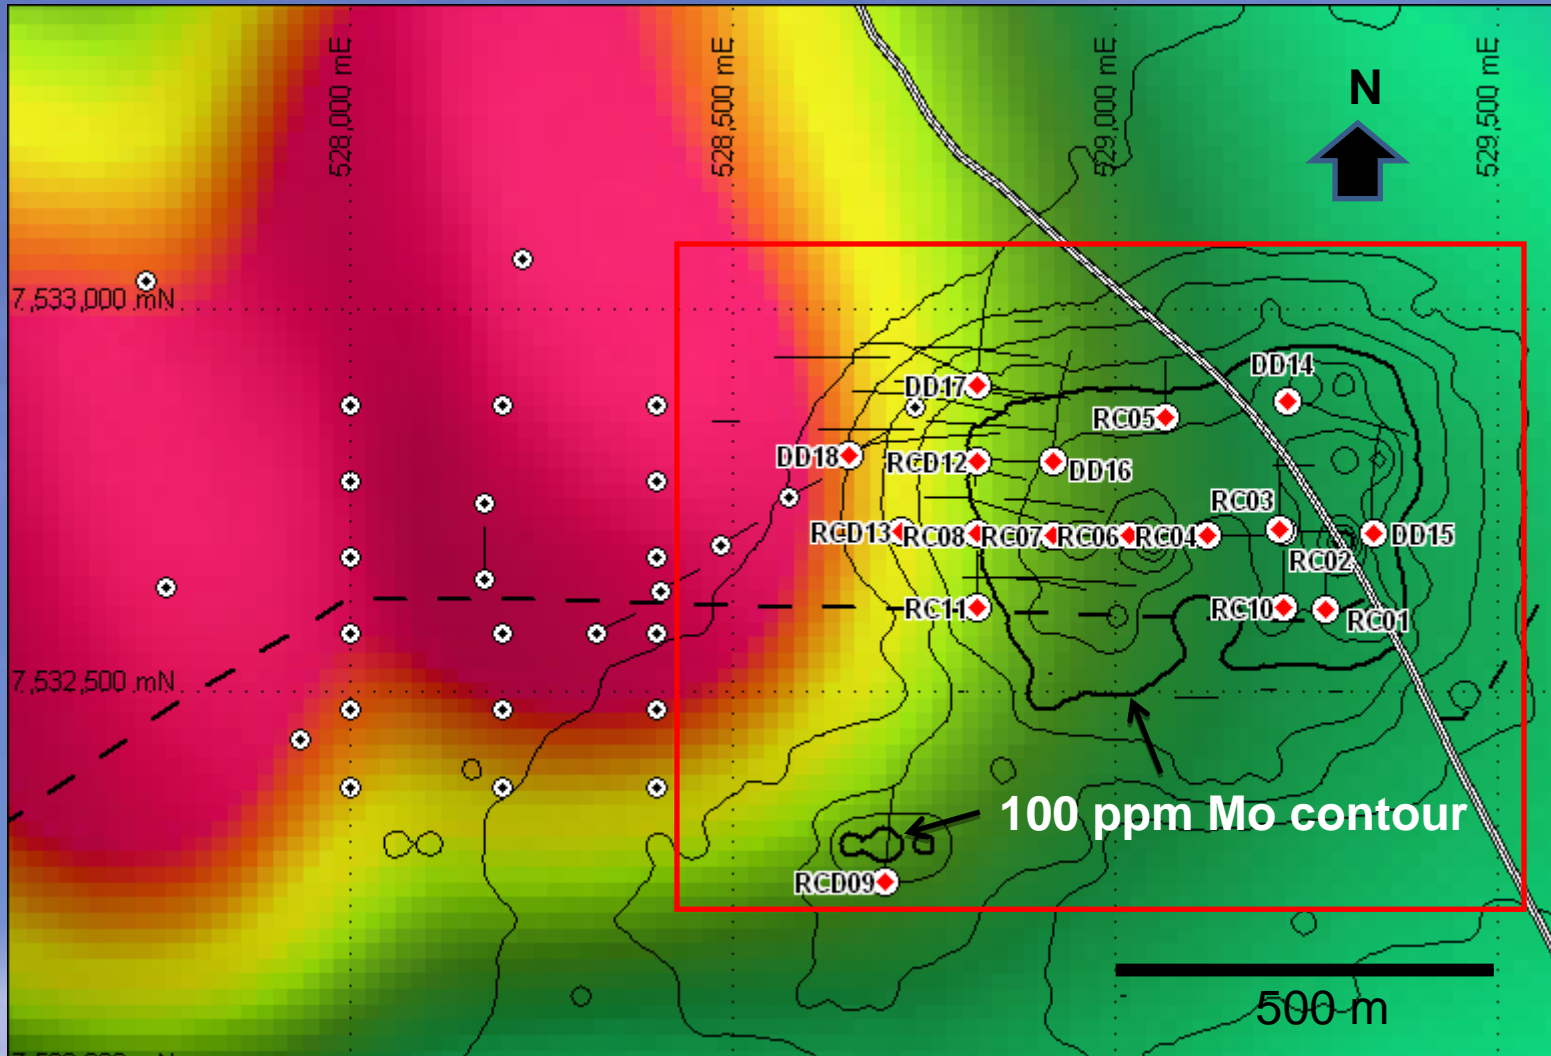 528,000 mE
528,500 mE
529,000 mE
529,500 mE
N
7,533,000 mN
DD14
DD17
RC05
DD18
RCD12
DD16
RC03
RCD13
RC08
RC07
RC06
RC04
DD15
RC02
RC11
RC10
RC01
7,532,500 mN
100 ppm Mo contour
RCD09
500 m